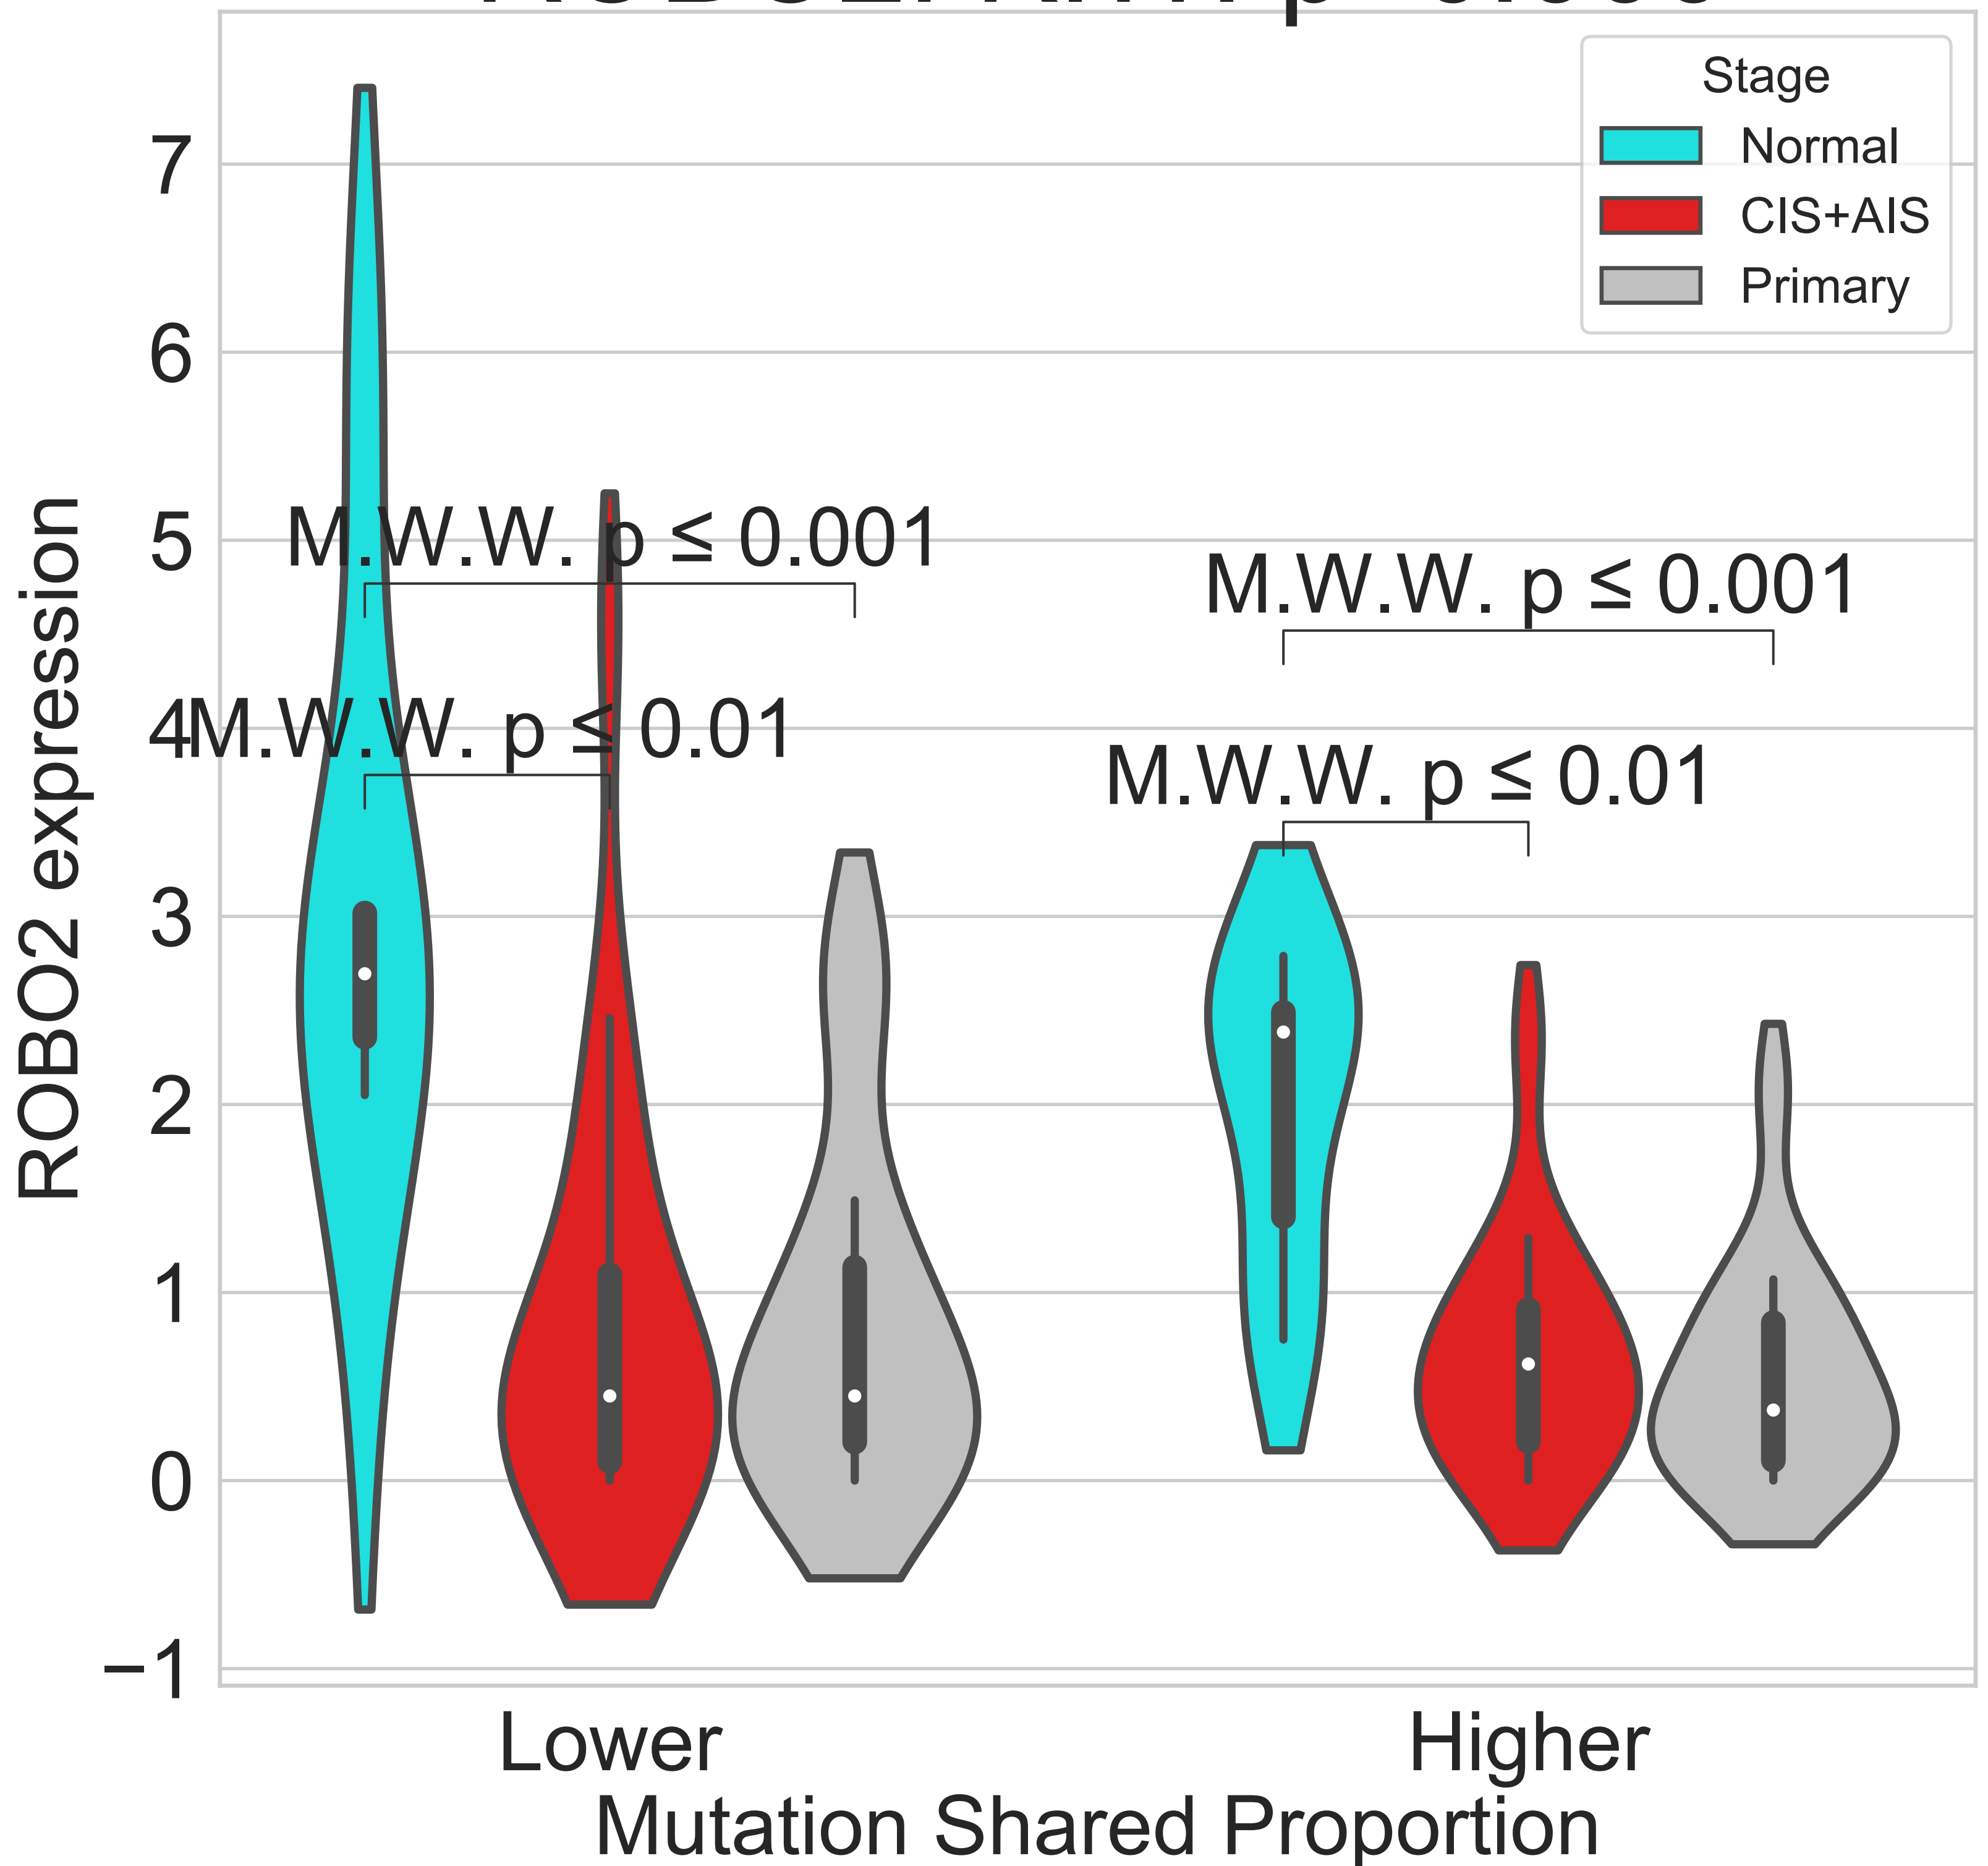 Stage
Normal
CIS+AIS
Primary
7
6
5
4
3
2
1
0
−1
ROBO2 expression
M.W.W. p ≤ 0.001
M.W.W. p ≤ 0.01
M.W.W. p ≤ 0.001
M.W.W. p ≤ 0.01
Lower
Higher
Mutation Shared Proportion